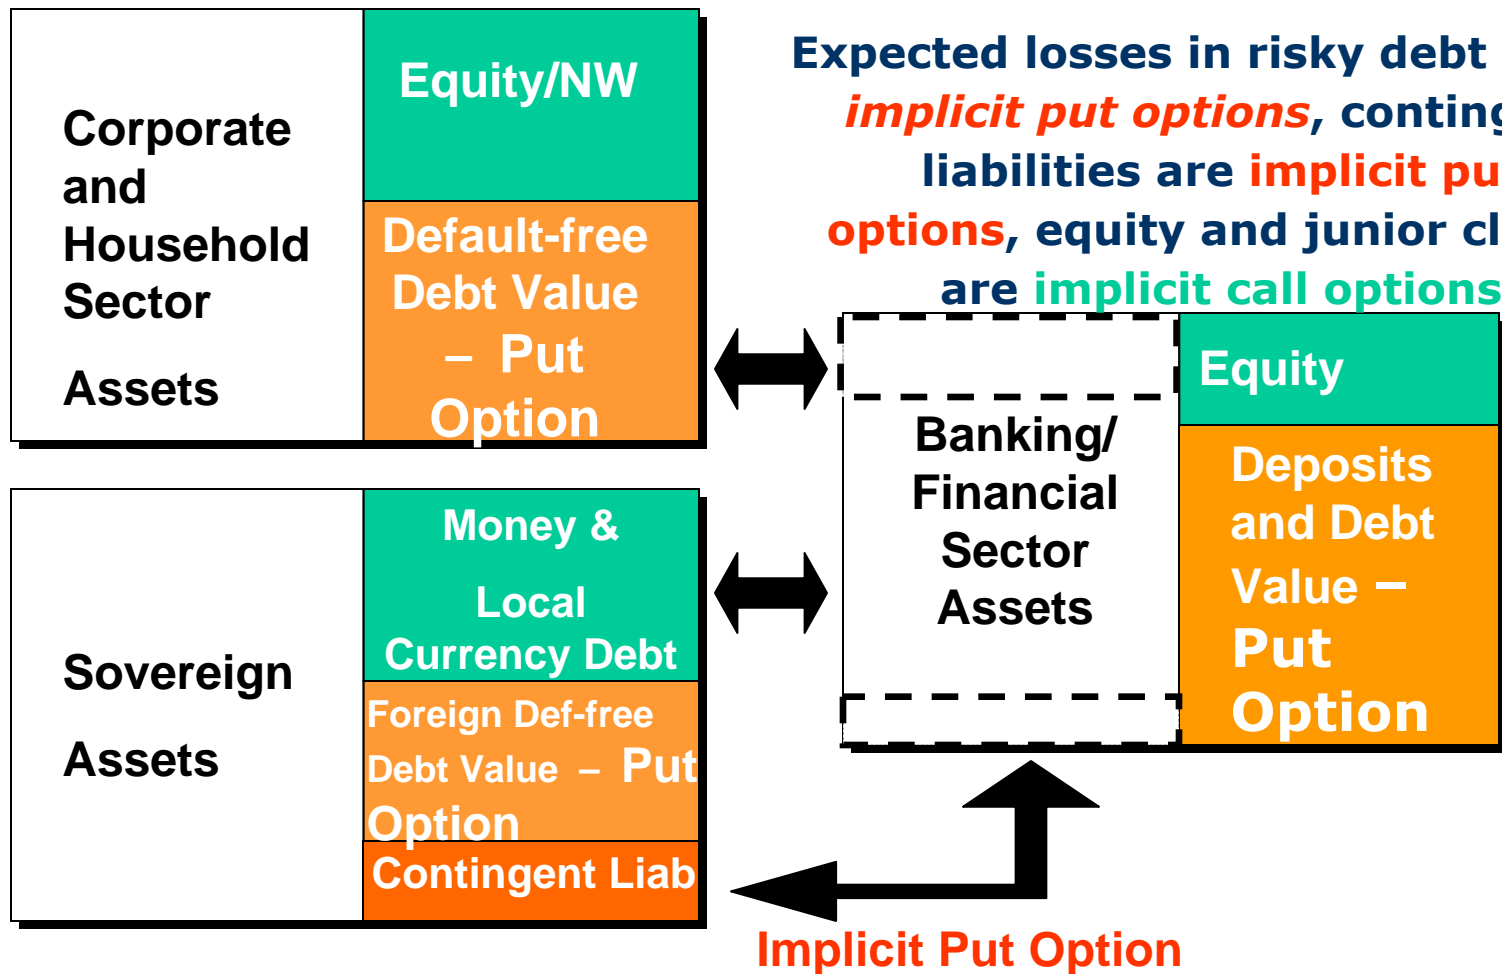 Equity/NW
Corporate
and
Household
Sector
Assets
Default-free
Debt Value
– Put
Option
Expected losses in risky debt
implicit put options, conting
liabilities are implicit pu
options, equity and junior cl
are implicit call options
Equity
Banking/
Financial
Sector
Assets
Deposits
and Debt
Value –
Put
Option
Money &
Local
Currency Debt
Sovereign
Assets
Foreign Def-free
Debt Value – Put
Option
Contingent Liab
Implicit Put Option